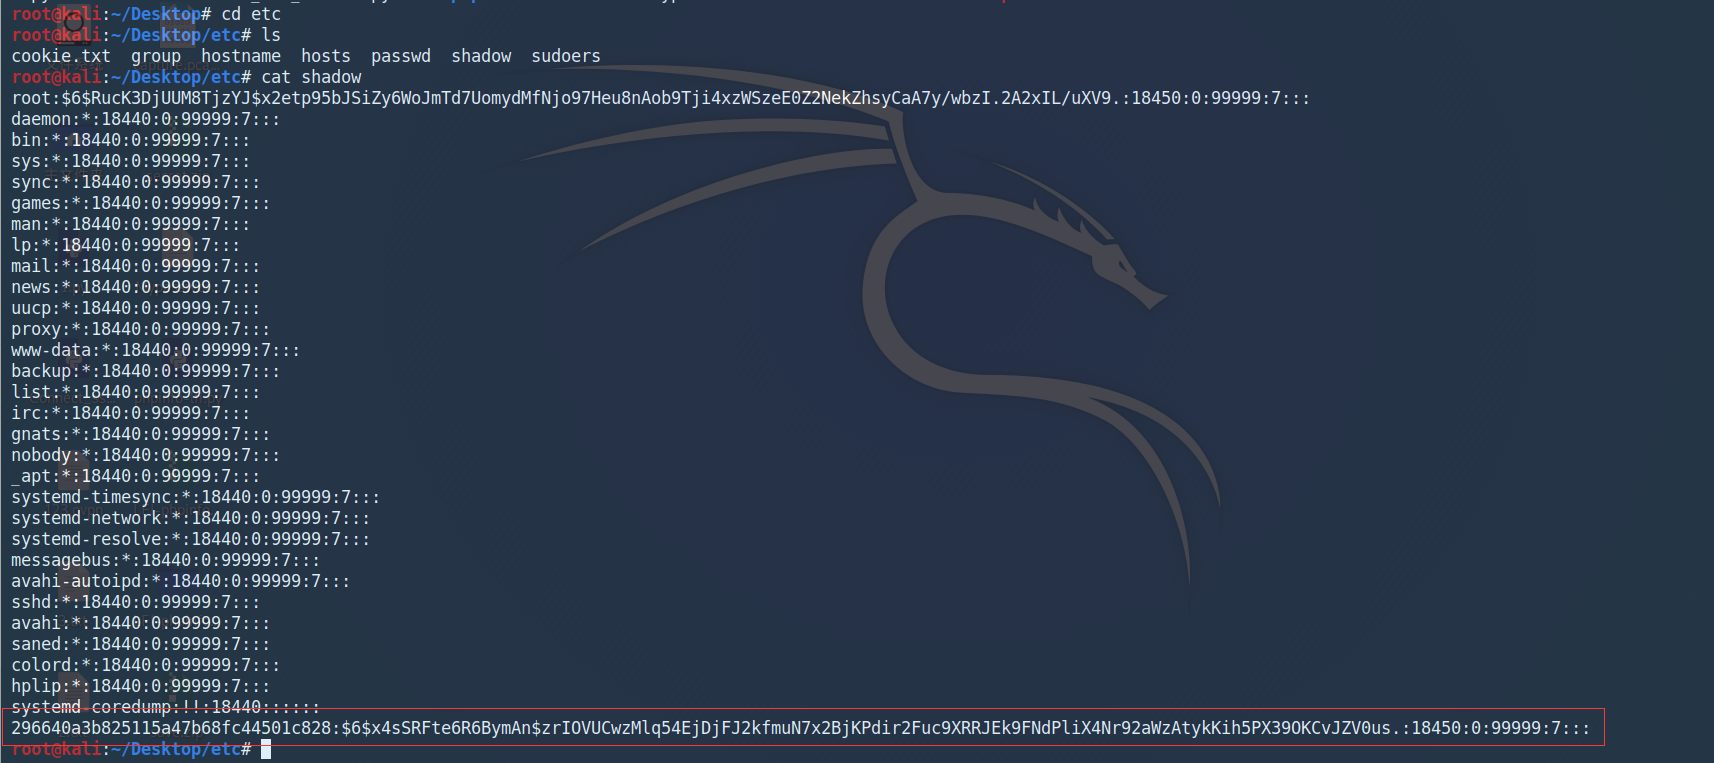 root@kali:~/Desktop# cd etc
root@kali:~/Desktop/etc# ls
cookie.txt group hostname hosts passwd shadow sudoers
root@kali:~/Desktop/etc# cat shadow
root:$6$RucK3DjUUM8TjzYJ$x2etp95bJSiZy6WoJmTd7UomydMfNjo97Heu8nAob9Tji4xzWSzeE0Z2NekZhsyCaA7y/wbzI.2A2xIL/uXV9.:18450:0:99999:7:::
daemon:*:18440:0:99999:7:::
bin:*:18440:0:99999:7:::
sys:*:18440:0:99999:7:::
sync:*:18440:0:99999:7:::
games:*:18440:0:99999:7:::
man:*:18440:0:99999:7:::
lp:*:18440:0:99999:7:::
mail:*:18440:0:99999:7:::
news:*:18440:0:99999:7:::
uucp:*:18440:0:99999:7:::
proxy:*:18440:0:99999:7:::
www-data:*:18440:0:99999:7:::
backup:*:18440:0:99999:7:::
list:*:18440:0:99999:7:::
irc:*:18440:0:99999:7:::
gnats:*:18440:0:99999:7:::
nobody:*:18440:0:99999:7:::
_apt:*:18440:0:99999:7:::
systemd-timesync:*:18440:0:99999:7:::
systemd-network:*:18440:0:99999:7:::
systemd-resolve:*:18440:0:99999:7:::
messagebus:*:18440:0:99999:7:::
avahi-autoipd:*:18440:0:99999:7:::
sshd:*:18440:0:99999:7:::
avahi:*:18440:0:99999:7:::
saned:*:18440:0:99999:7:::
colord:*:18440:0:99999:7:::
hplip:*:18440:0:99999:7:::
systemd-coredump:!!:18440::::::
296640a3b825115a47b68fc44501c828:$6$x4sSRFte6R6BymAn$zrIOVUCwzMlq54EjDjFJ2kfmuN7x2BjKPdir2Fuc9XRRJEk9FNdPliX4Nr92aWzAtykKih5PX39OKCvJZV0us.:18450:0:99999:7:::
root@kali:~/Desktop/etc#